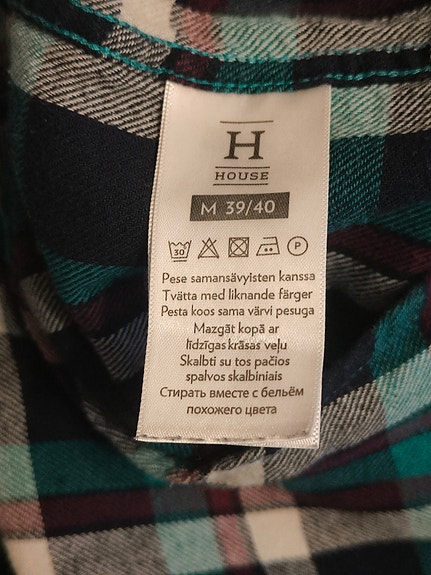 H
HOUSE
M 39/40
30 P
Pese samansävyisten kanssa
Tvätta med liknande färger
Pesta koos sama värvi pesuga
Mazgāt kopā ar
līdzīgas krāsas veļu
Skalbti su tos pačios
spalvos skalbiniais
Стирать вместе с бельём
похожего цвета